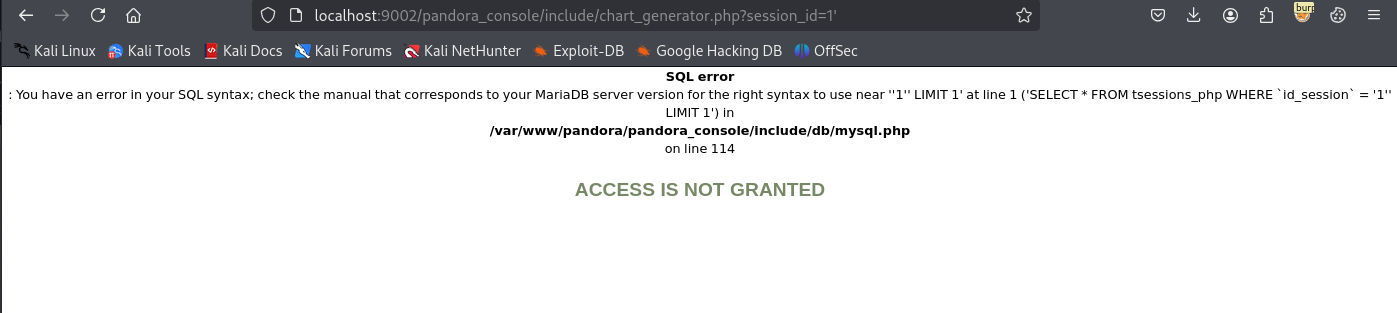 burp
localhost:9002/pandora_console/include/chart_generator.php?session_id=1'
Kali Linux Kali Tools Kali Docs Kali Forums Kali NetHunter Exploit-DB Google Hacking DB OffSec
SQL error
: You have an error in your SQL syntax; check the manual that corresponds to your MariaDB server version for the right syntax to use near ''1'' LIMIT 1' at line 1 ('SELECT * FROM tsessions_php WHERE `id_session` = '1''
LIMIT 1') in
/var/www/pandora/pandora_console/include/db/mysql.php
on line 114
ACCESS IS NOT GRANTED